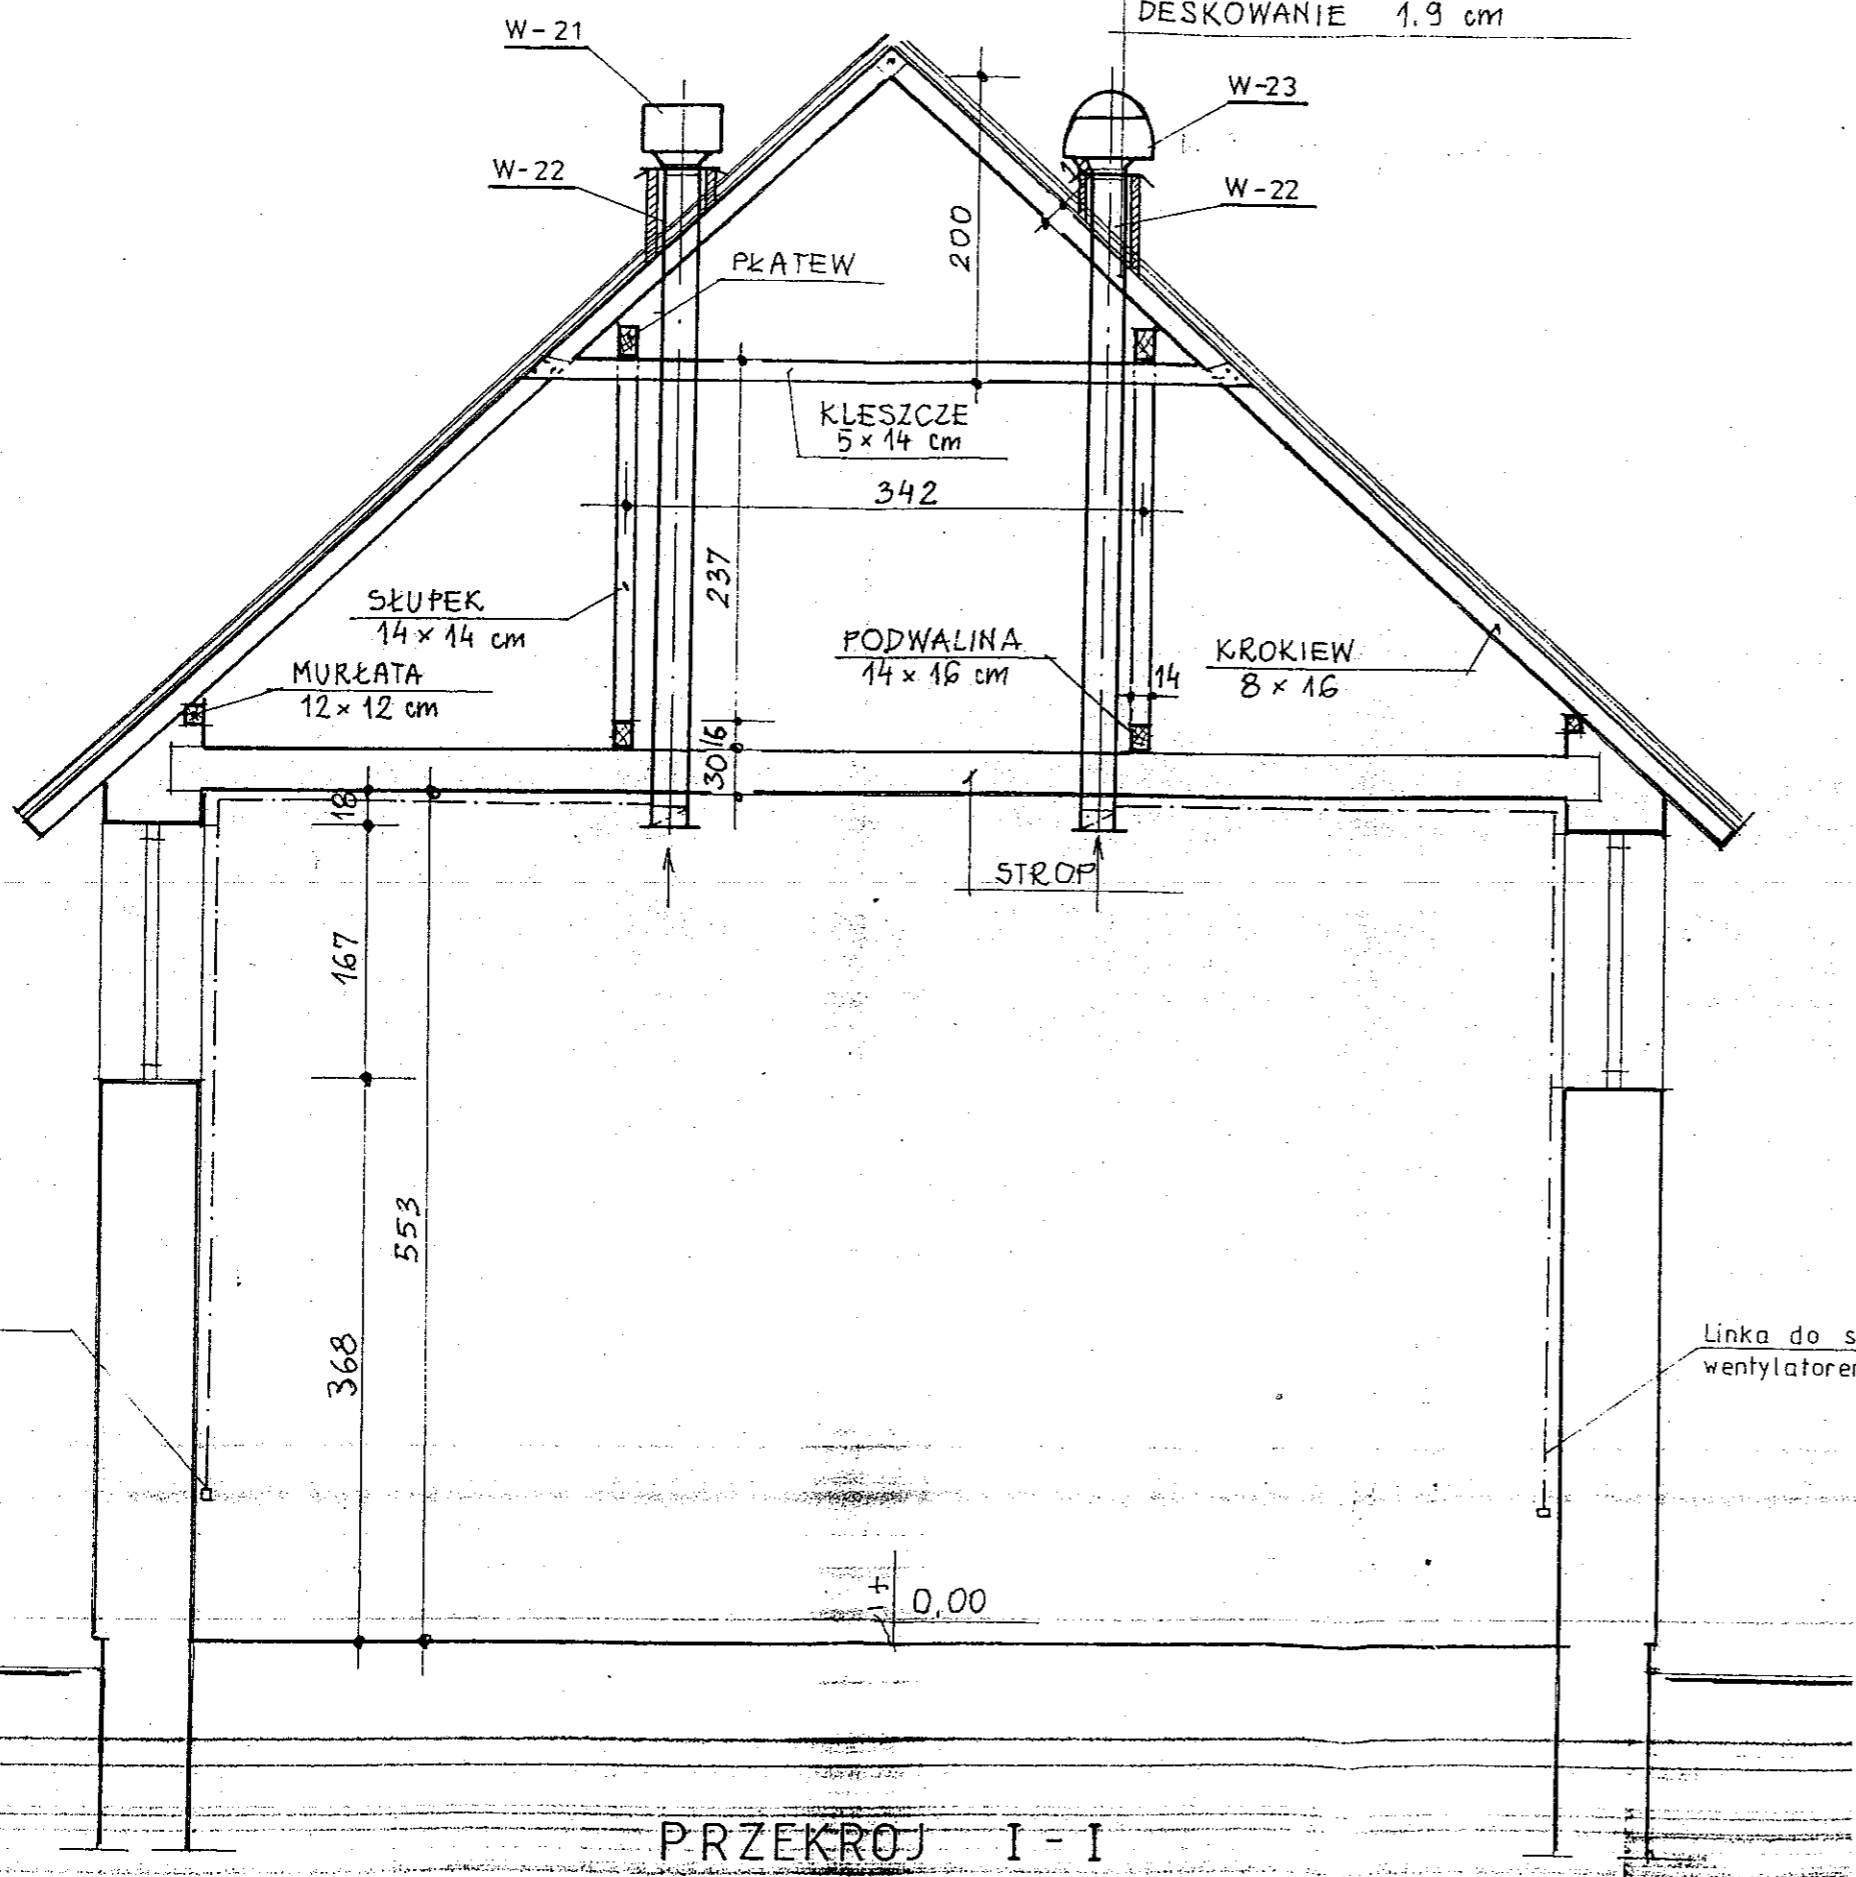 DESKOWANIE 1.9 cm
W-21
W-23
W-22
W-22
200
PŁATEW
KLESZCZE
5 × 14 cm
342
237
SŁUPEK
14 × 14 cm
PODWALINA
14 × 16 cm
14
KROKIEW
8 × 16
MURŁATA
12 × 12 cm
16
30
18
STROP
167
553
368
Linka do s
wentylatore
± 0,00
PRZEKROJ I - I